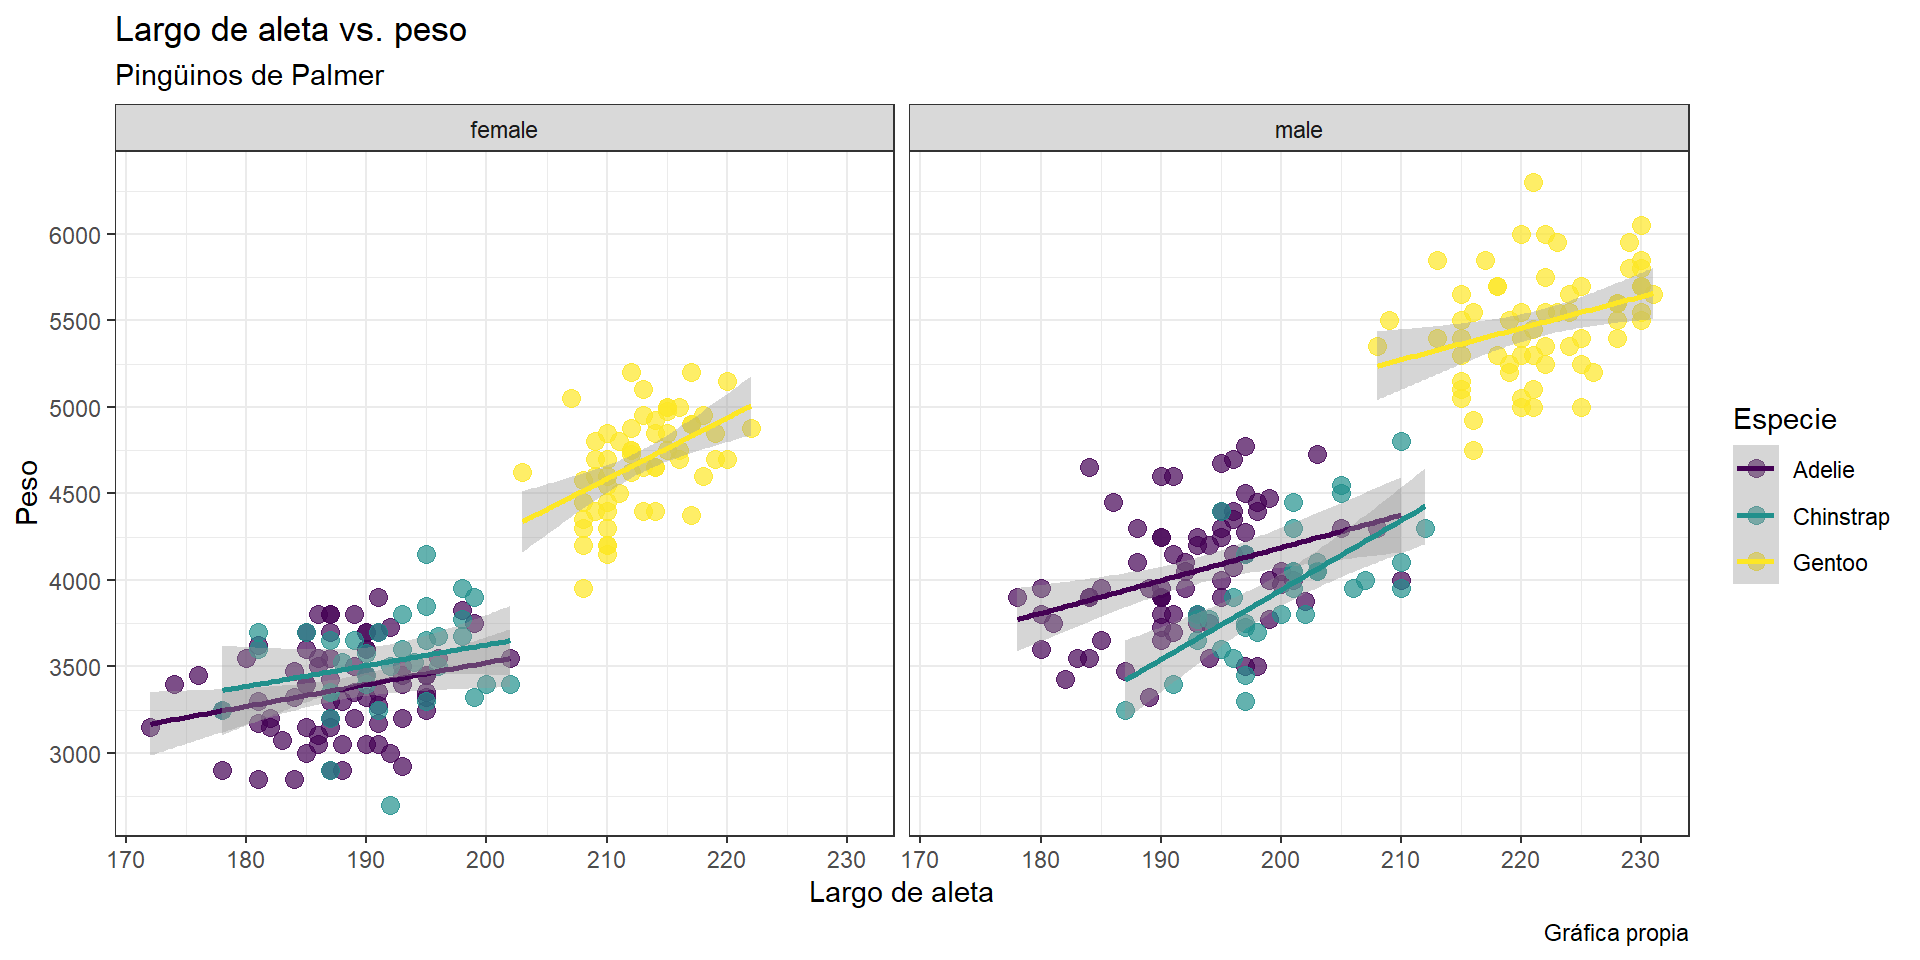 Largo de aleta vs. peso
Pingüinos de Palmer
female
male
6000
5500
5000
4500
4000
3500
3000
Peso
170 180 190 200 210 220 230
170 180 190 200 210 220 230
Largo de aleta
Especie
Adelie
Chinstrap
Gentoo
Gráfica propia